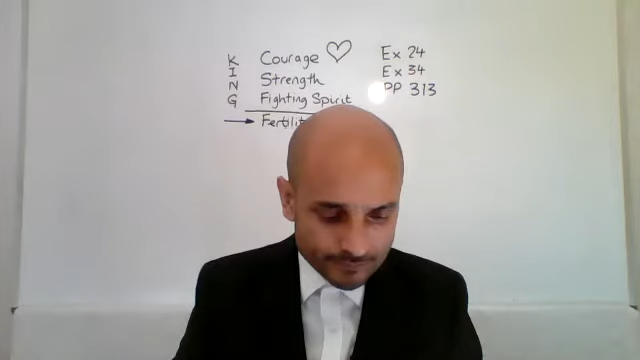 K
I
N
G
Courage
Strength
Fighting Spirit
Ex 24
Ex 34
PP 313